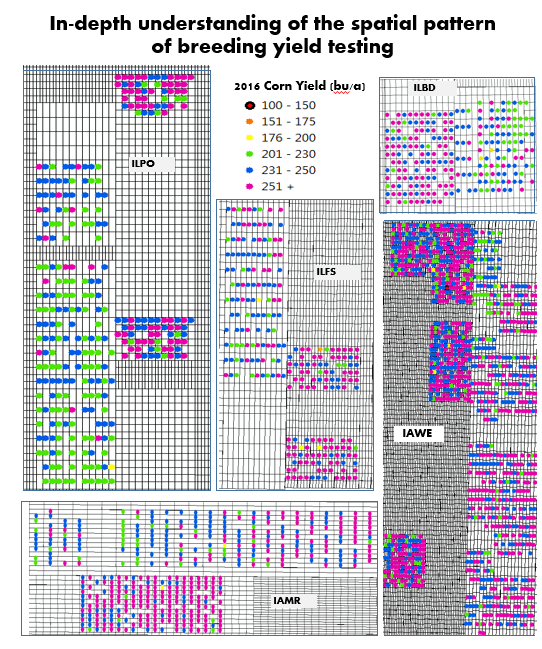 In-depth understanding of the spatial pattern
of breeding yield testing
2016 Corn Yield (bu/a)
100 - 150
151 - 175
176 - 200
201 - 230
231 - 250
251 +
ILBD
ILPO
ILFS
IAWE
IAMR